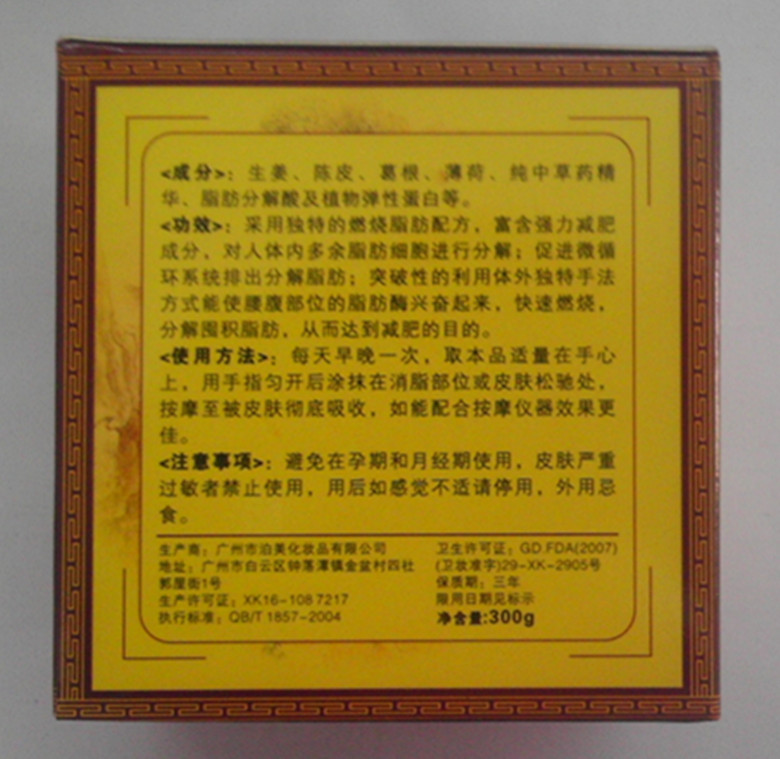 <成分>：生姜、陈皮、葛根、薄荷、纯中草药精
华、脂肪分解酸及植物弹性蛋白等。
<功效>：采用独特的燃烧脂肪配方，富含强力减肥
成分，对人体内多余脂肪细胞进行分解；促进微循
环系统排出分解脂肪；突破性的利用体外独特手法
方式能使腰腹部位的脂肪酶兴奋起来，快速燃烧，
分解囤积脂肪，从而达到减肥的目的。
<使用方法>：每天早晚一次，取本品适量在手心
上，用手指匀开后涂抹在消脂部位或皮肤松驰处，
按摩至被皮肤彻底吸收，如能配合按摩仪器效果更
佳。
<注意事项>：避免在孕期和月经期使用，皮肤严重
过敏者禁止使用，用后如感觉不适请停用，外用忌
食。
生产商：广州市泊美化妆品有限公司
地址：广州市白云区钟落潭镇金盆村四社
郭屋街1号
生产许可证：XK16-108 7217
执行标准：QB/T 1857-2004
卫生许可证：GD.FDA(2007)
(卫妆准字)29-XK-2905号
保质期：三年
限用日期见标示
净含量:300g